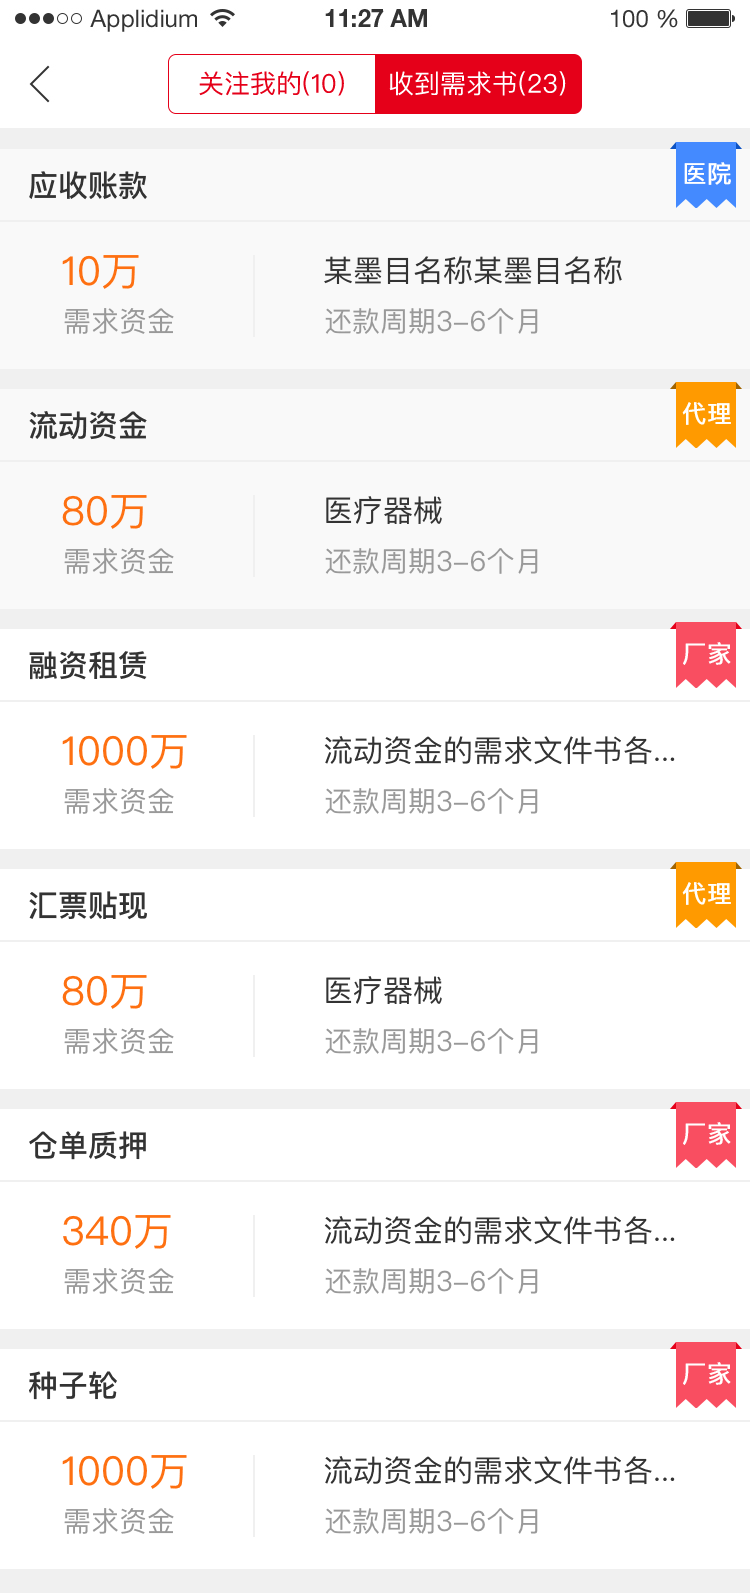 Applidium 11:27 AM 100 %
关注我的(10) 收到需求书(23)
应收账款 医院
10万 某墨目名称某墨目名称
需求资金 还款周期3-6个月
流动资金 代理
80万 医疗器械
需求资金 还款周期3-6个月
融资租赁 厂家
1000万 流动资金的需求文件书各...
需求资金 还款周期3-6个月
汇票贴现 代理
80万 医疗器械
需求资金 还款周期3-6个月
仓单质押 厂家
340万 流动资金的需求文件书各...
需求资金 还款周期3-6个月
种子轮 厂家
1000万 流动资金的需求文件书各...
需求资金 还款周期3-6个月